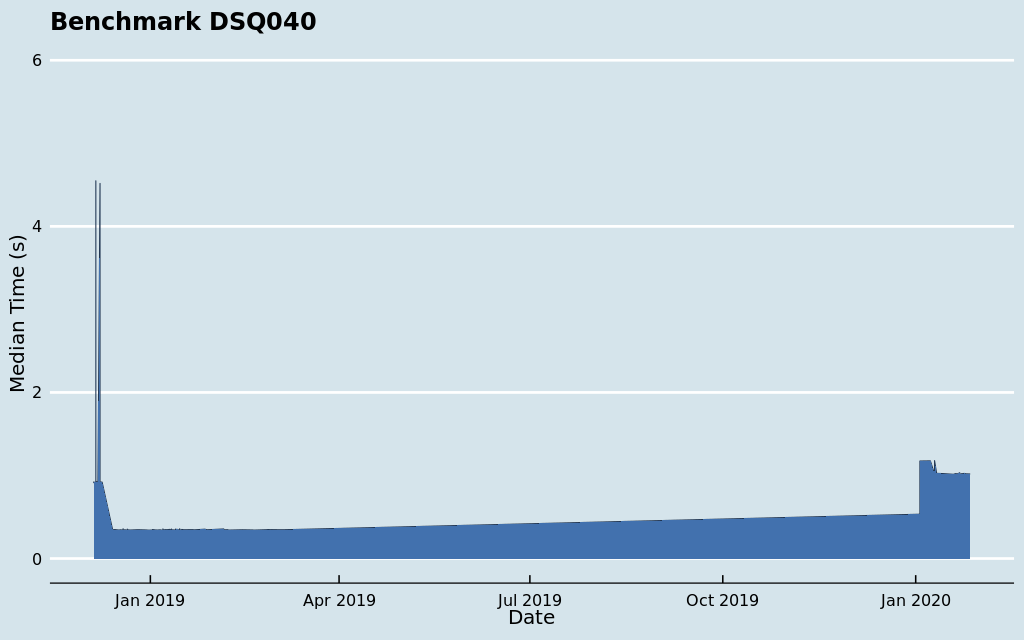 Benchmark DSQ040
6
4
2
0
Median Time (s)
Jan 2019
Apr 2019
Jul 2019
Oct 2019
Jan 2020
Date